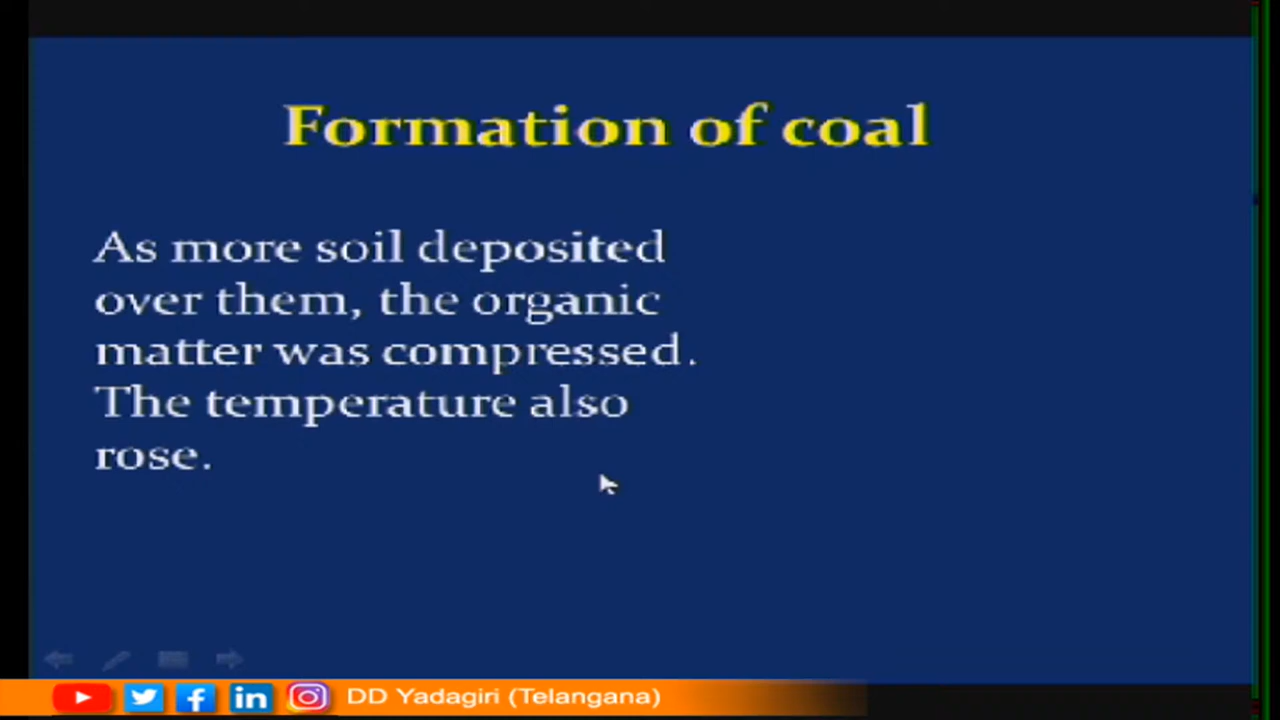 Formation of coal
As more soil deposited
over them, the organic
matter was compressed.
The temperature also
rose.
DD Yadagiri (Telangana)